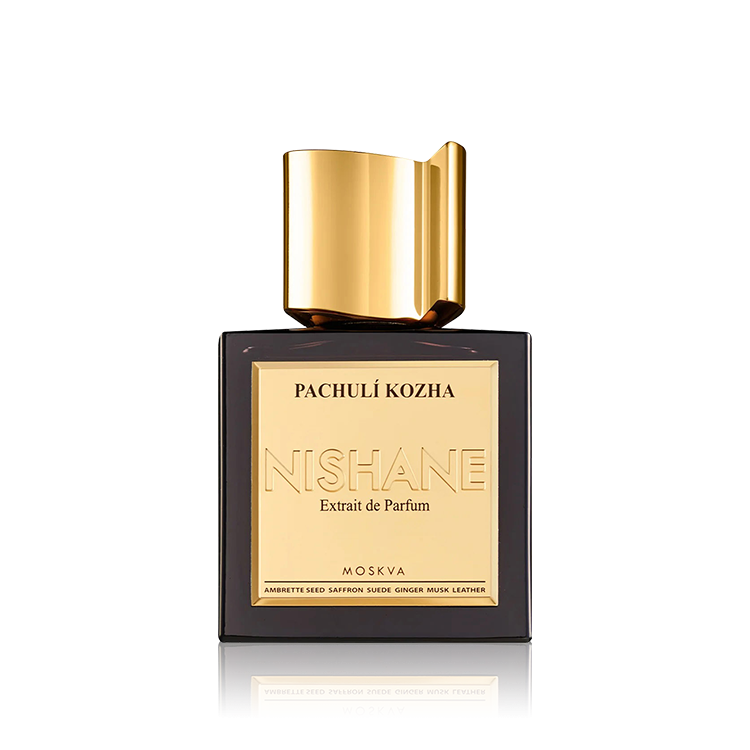 PACHULÍ KOZHA
NISHANE
Extrait de Parfum
MOSKVA
AMBRETTE SEED SAFFRON SUEDE GINGER MUSK LEATHER